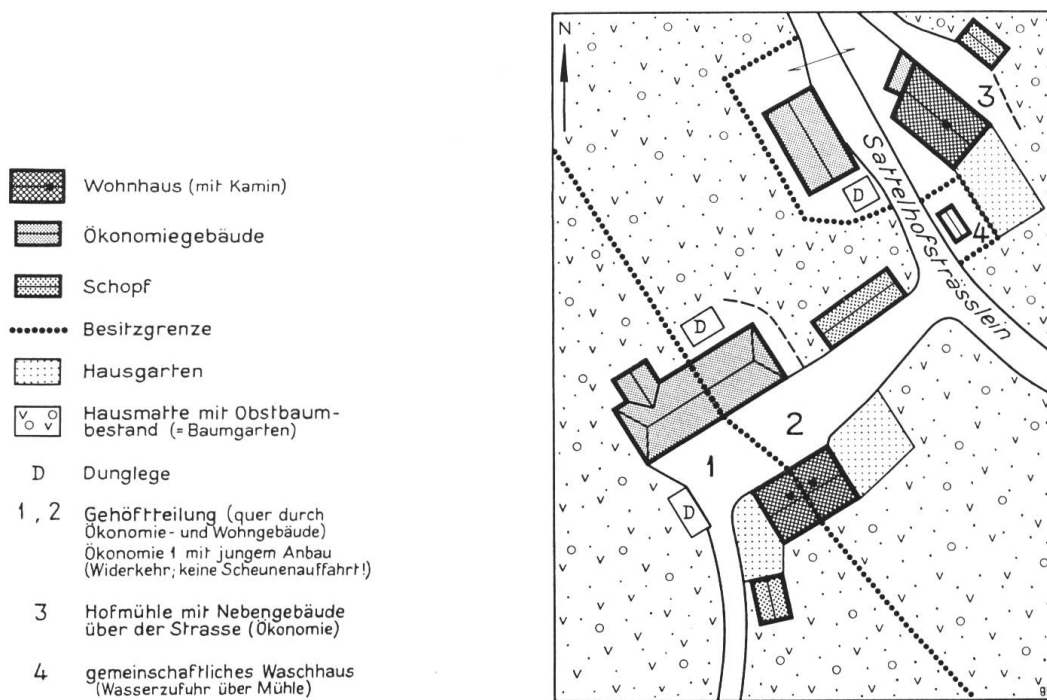 Wohnhaus (mit Kamin)
Ökonomiegebäude
Schopf
Besitzgrenze
Hausgarten
Hausmatte mit Obstbaum-
bestand (= Baumgarten)
D Dunglege
1, 2 Gehöftteilung (quer durch
Ökonomie- und Wohngebäude)
Ökonomie 1 mit jungem Anbau
(Widerkehr; keine Scheunenauffahrt!)
3 Hofmühle mit Nebengebäude
über der Strasse (Ökonomie)
4 gemeinschaftliches Waschhaus
(Wasserzufuhr über Mühle)
N
3
Sattelhofsträsslein
D
4
D
2
1
D